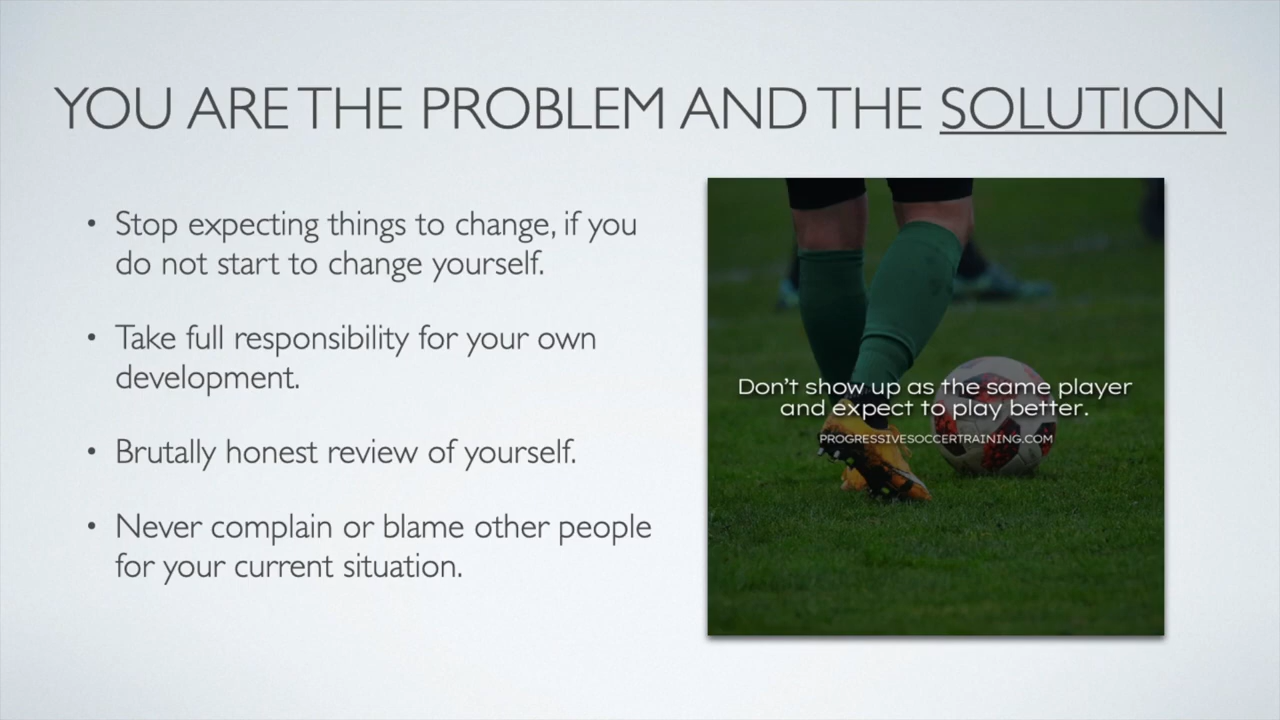 YOU ARE THE PROBLEM AND THE SOLUTION
• Stop expecting things to change, if you
do not start to change yourself.
• Take full responsibility for your own
development.
• Brutally honest review of yourself.
• Never complain or blame other people
for your current situation.
Don't show up as the same player
and expect to play better.
PROGRESSIVESOCCERTRAINING.COM